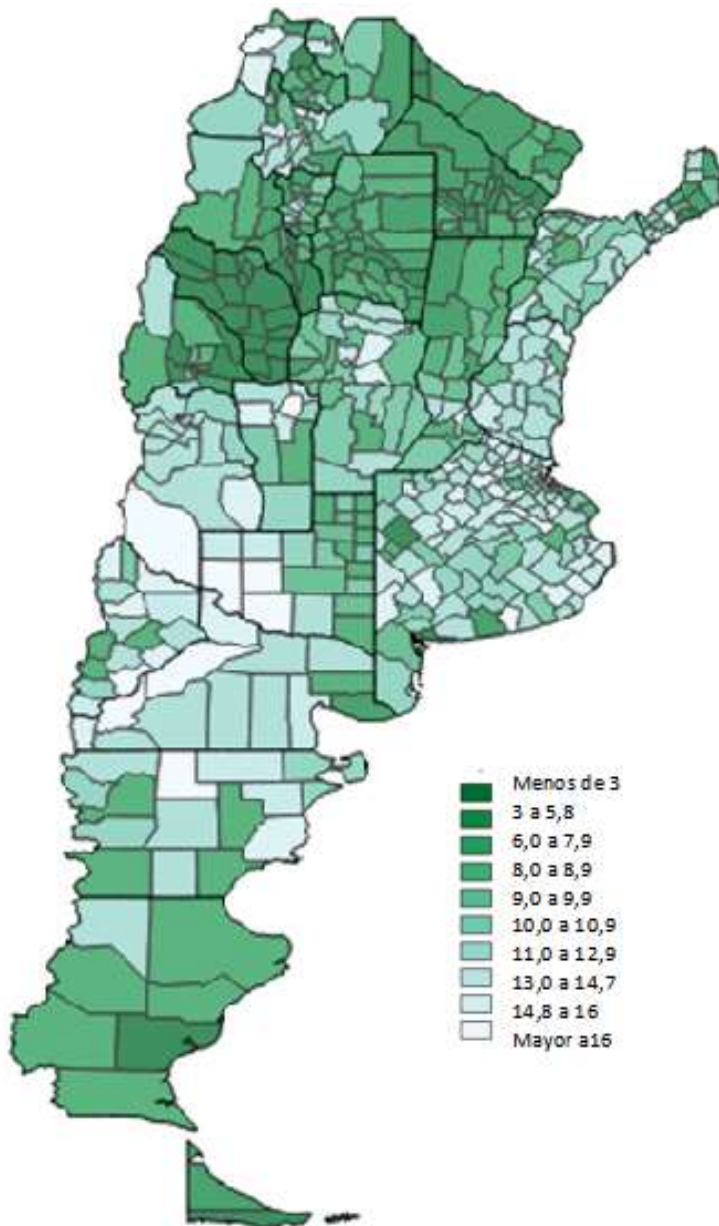 Menos de 3
3 a 5,8
6,0 a 7,9
8,0 a 8,9
9,0 a 9,9
10,0 a 10,9
11,0 a 12,9
13,0 a 14,7
14,8 a 16
Mayor a16